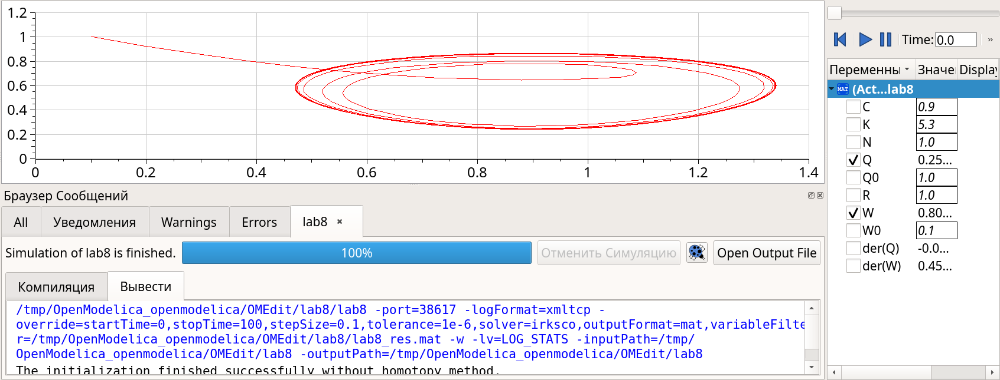 1.2
1
0.8
0.6
0.4
0.2
0
0 0.2 0.4 0.6 0.8 1 1.2 1.4
Time: 0.0 »
Переменны Значе Display
MAT (Act...lab8
C 0.9
K 5.3
N 1.0
Q 0.25...
Q0 1.0
R 1.0
W 0.80...
W0 0.1
der(Q) -0.0...
der(W) 0.45...
Браузер Сообщений
All Уведомления Warnings Errors lab8
Simulation of lab8 is finished. 100% Отменить Симуляцию Open Output File
Компиляция Вывести
/tmp/OpenModelica_openmodelica/OMEdit/lab8/lab8 -port=38617 -logFormat=xmltcp -
override=startTime=0,stopTime=100,stepSize=0.1,tolerance=1e-6,solver=irksco,outputFormat=mat,variableFilte
r=/tmp/OpenModelica_openmodelica/OMEdit/lab8/lab8_res.mat -w -lv=LOG_STATS -inputPath=/tmp/
OpenModelica_openmodelica/OMEdit/lab8 -outputPath=/tmp/OpenModelica_openmodelica/OMEdit/lab8
The initialization finished successfully without homotopy method.